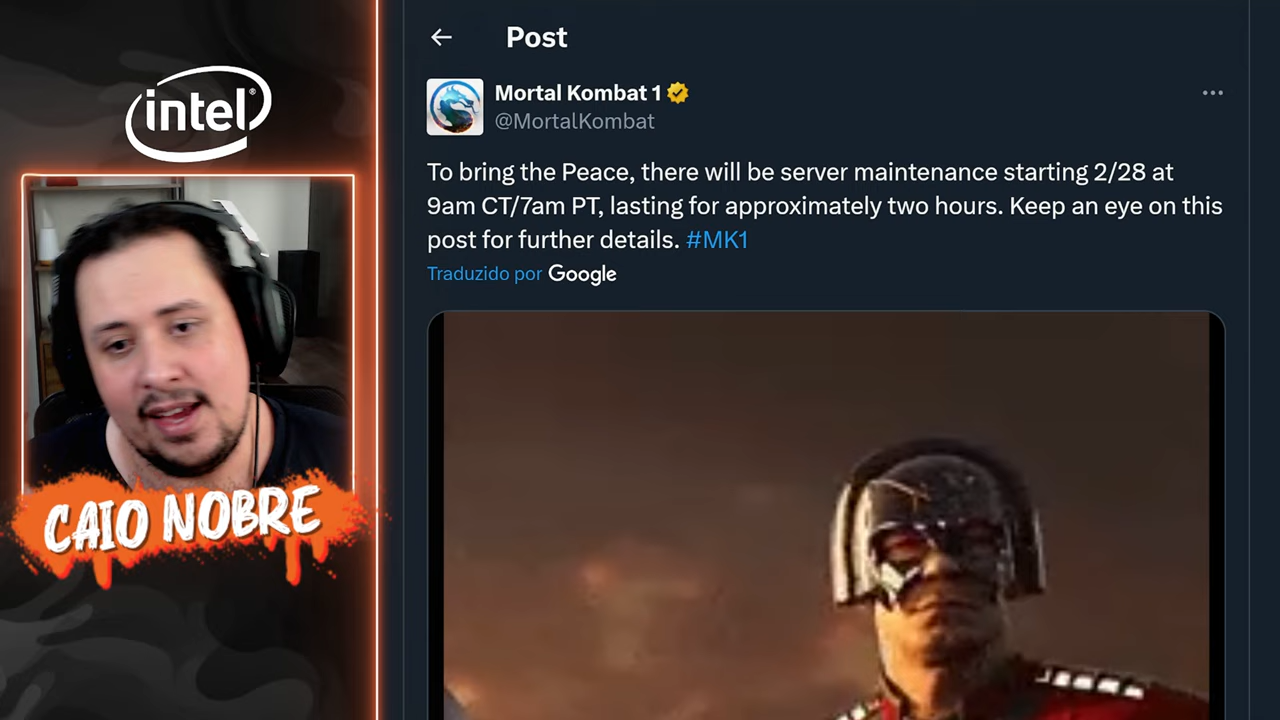 intel®
CAIO NOBRE
Post
Mortal Kombat 1
@MortalKombat
To bring the Peace, there will be server maintenance starting 2/28 at
9am CT/7am PT, lasting for approximately two hours. Keep an eye on this
post for further details. #MK1
Traduzido por Google